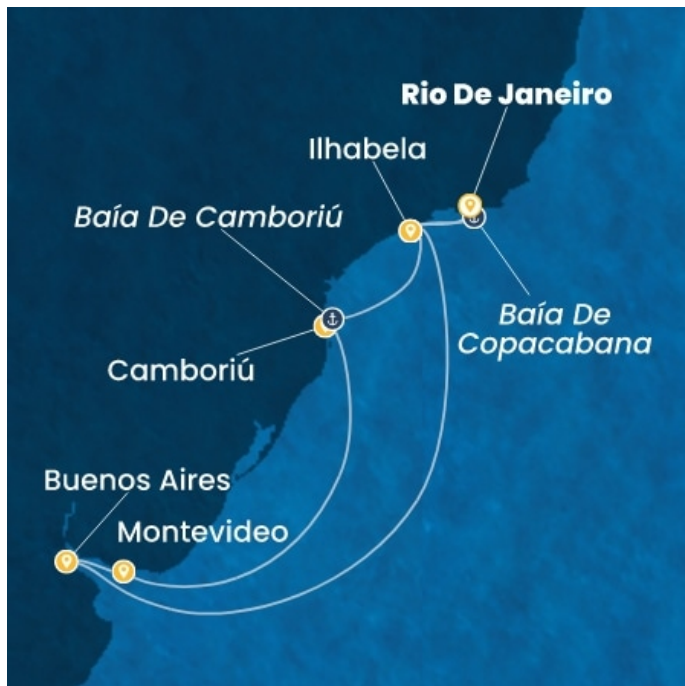 Rio De Janeiro
Ilhabela
Baía De Camboriú
Baía De
Copacabana
Camboriú
Buenos Aires
Montevideo